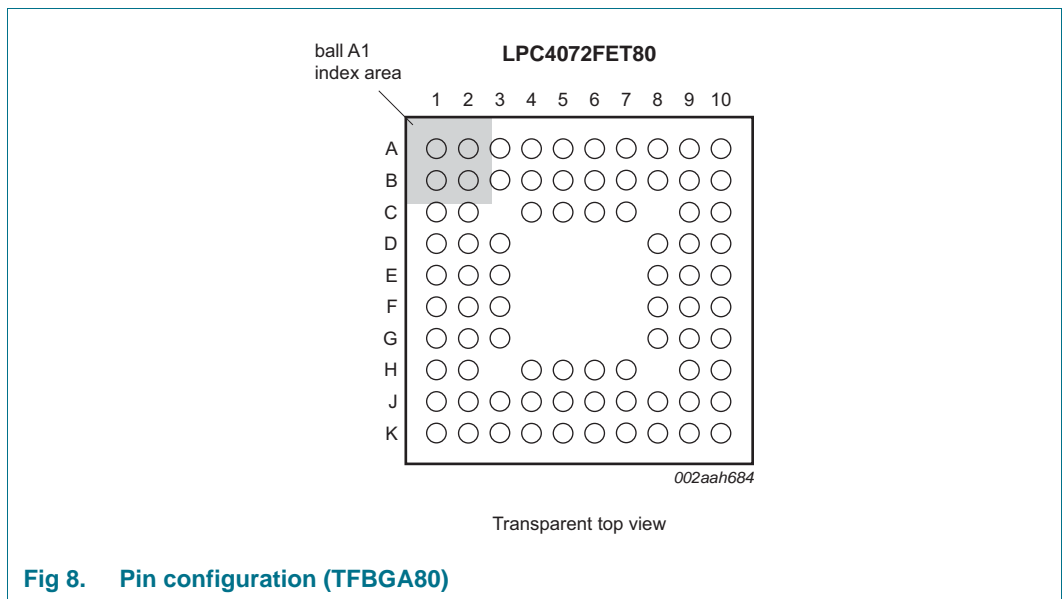 ball A1
index area
LPC4072FET80
1 2 3 4 5 6 7 8 9 10
A
B
C
D
E
F
G
H
J
K
002aah684
Transparent top view
Fig 8. Pin configuration (TFBGA80)